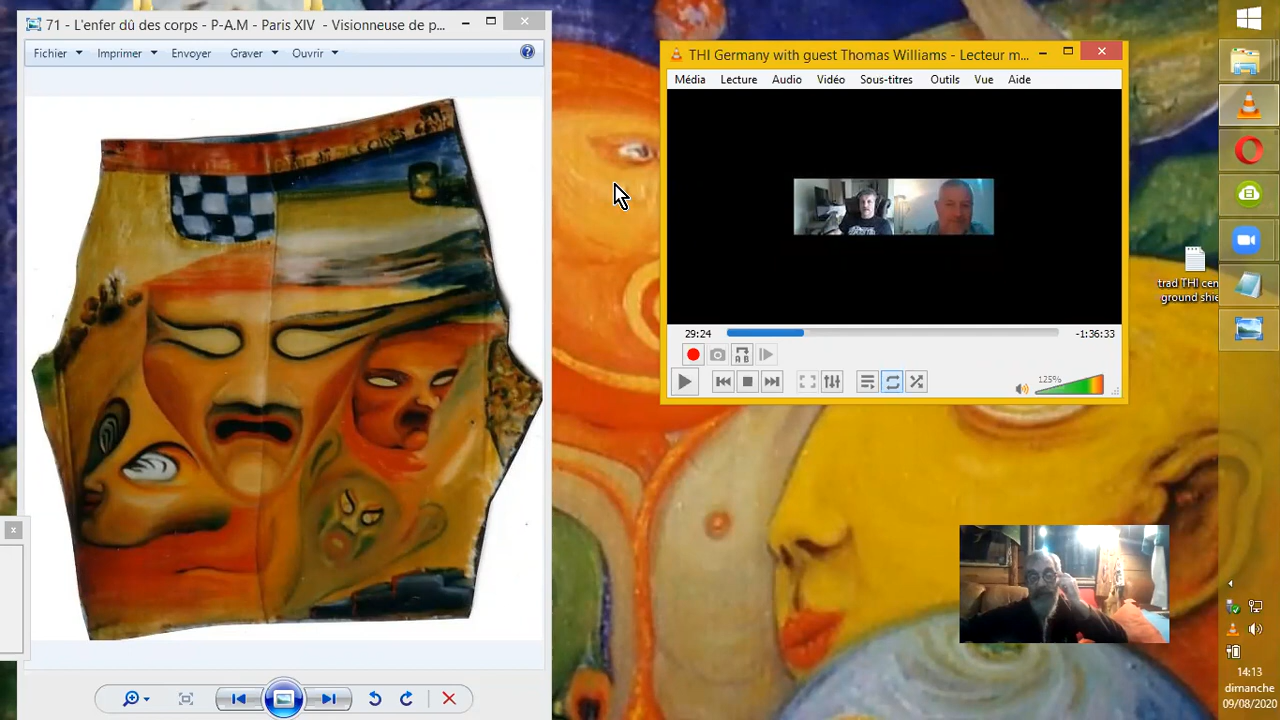 71 - L'enfer dû des corps - P-A.M - Paris XIV - Visionneuse de p...
Fichier Imprimer Envoyer Graver Ouvrir
THI Germany with guest Thomas Williams - Lecteur m...
Média Lecture Audio Vidéo Sous-titres Outils Vue Aide
29:24
-1:36:33
125%
trad THI cen
ground shie
14:13
dimanche
09/08/2020